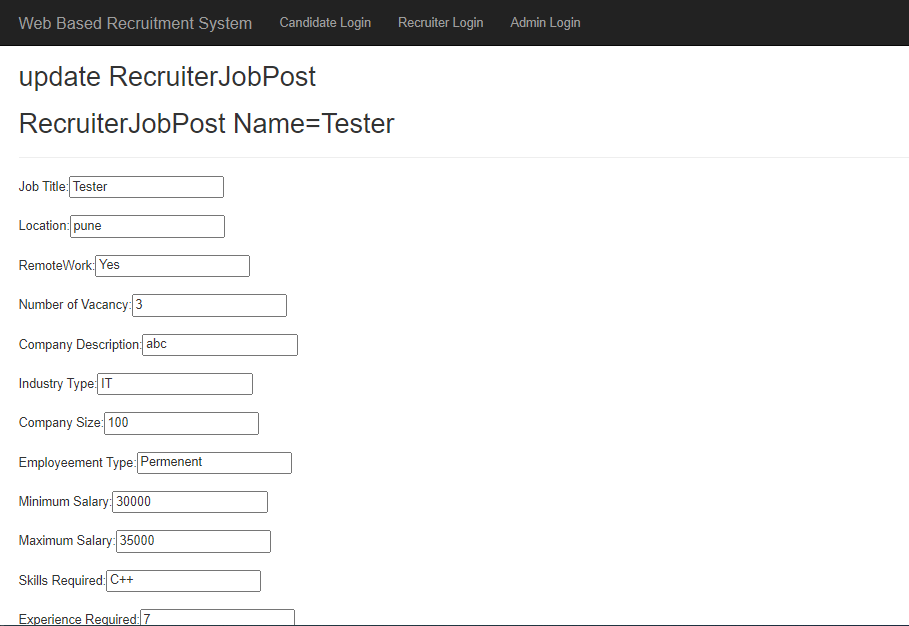 Web Based Recruitment System Candidate Login Recruiter Login Admin Login
update RecruiterJobPost
RecruiterJobPost Name=Tester
Job Title: Tester
Location: pune
RemoteWork: Yes
Number of Vacancy: 3
Company Description: abc
Industry Type: IT
Company Size: 100
Employeement Type: Permenent
Minimum Salary: 30000
Maximum Salary: 35000
Skills Required: C++
Experience Required: 7